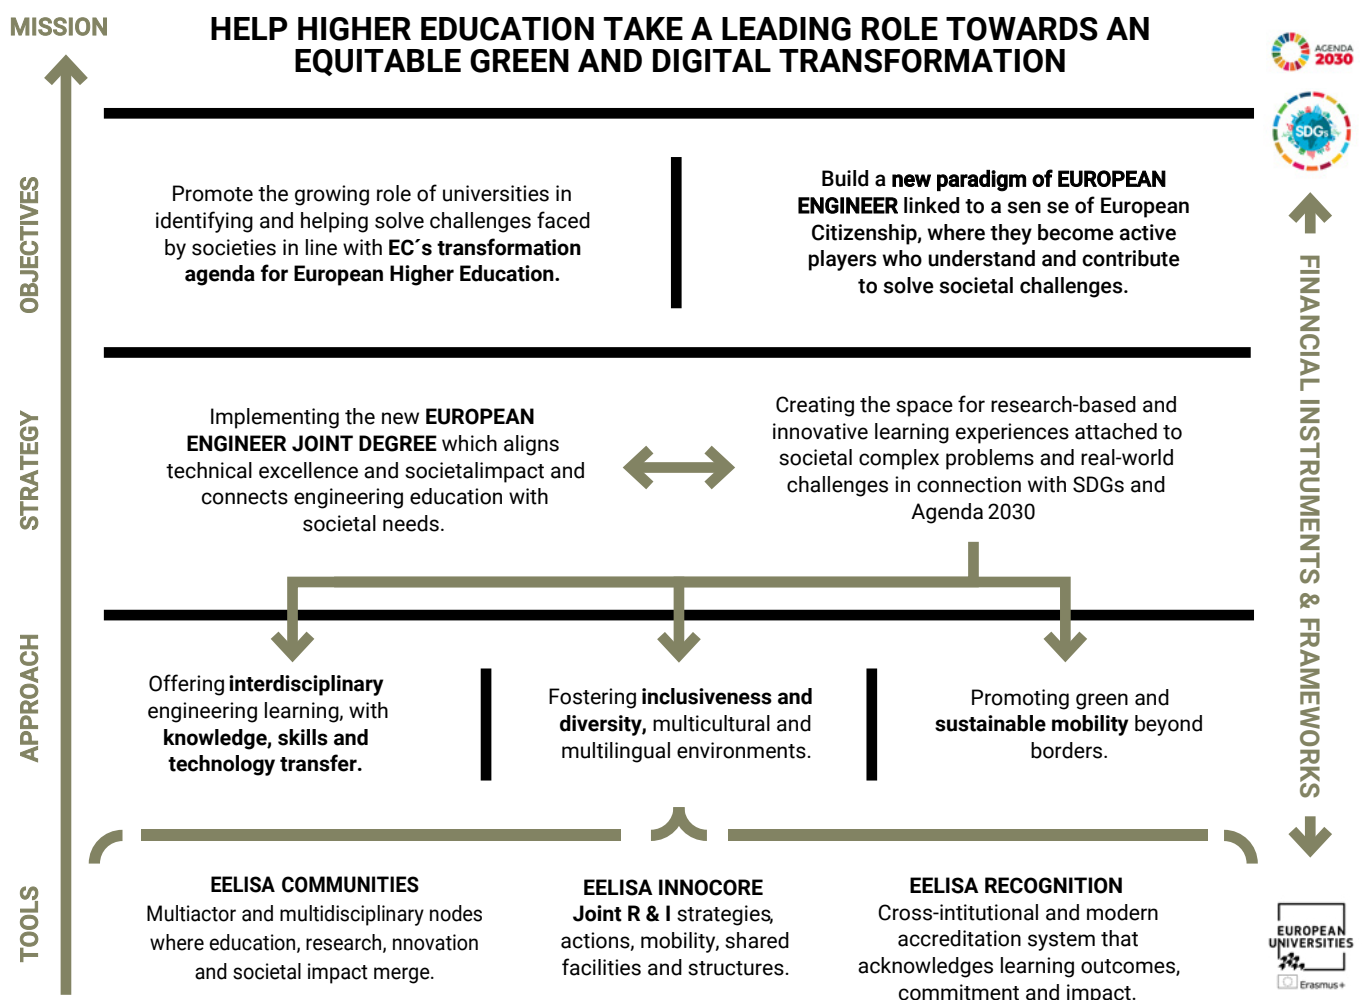 MISSION
HELP HIGHER EDUCATION TAKE A LEADING ROLE TOWARDS AN
EQUITABLE GREEN AND DIGITAL TRANSFORMATION
AGENDA
2030
SDGs
OBJECTIVES
Promote the growing role of universities in
identifying and helping solve challenges faced
by societies in line with EC´s transformation
agenda for European Higher Education.
Build a new paradigm of EUROPEAN
ENGINEER linked to a sen se of European
Citizenship, where they become active
players who understand and contribute
to solve societal challenges.
FINANCIAL INSTRUMENTS & FRAMEWORKS
STRATEGY
Implementing the new EUROPEAN
ENGINEER JOINT DEGREE which aligns
technical excellence and societalimpact and
connects engineering education with
societal needs.
Creating the space for research-based and
innovative learning experiences attached to
societal complex problems and real-world
challenges in connection with SDGs and
Agenda 2030
APPROACH
Offering interdisciplinary
engineering learning, with
knowledge, skills and
technology transfer.
Fostering inclusiveness and
diversity, multicultural and
multilingual environments.
Promoting green and
sustainable mobility beyond
borders.
TOOLS
EELISA COMMUNITIES
Multiactor and multidisciplinary nodes
where education, research, nnovation
and societal impact merge.
EELISA INNOCORE
Joint R & I strategies,
actions, mobility, shared
facilities and structures.
EELISA RECOGNITION
Cross-intitutional and modern
accreditation system that
acknowledges learning outcomes,
commitment and impact.
EUROPEAN
UNIVERSITIES
Erasmus+